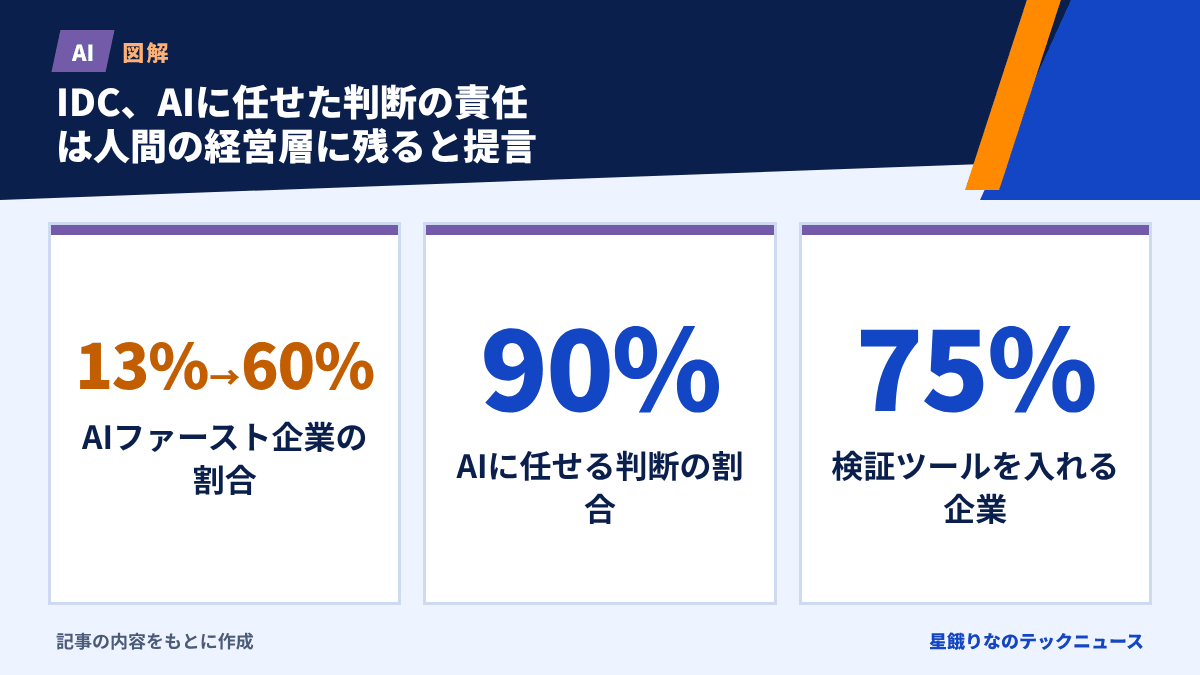 AI 図解
IDC、AIに任せた判断の責任
は人間の経営層に残ると提言
13%→60%
AIファースト企業の
割合
90%
AIに任せる判断の割
合
75%
検証ツールを入れる
企業
記事の内容をもとに作成
星餓りなのテックニュース